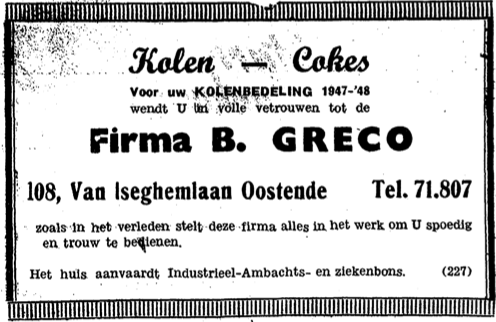 Kolen — Cokes
Voor uw KOLENBEDELING 1947-'48
wendt U in volle vetrouwen tot de
Firma B. GRECO
108, Van Iseghemlaan Oostende Tel. 71.807
zoals in het verleden stelt deze firma alles in het werk om U spoedig
en trouw te bedienen.
Het huis aanvaardt Industrieel-Ambachts- en ziekenbons. (227)